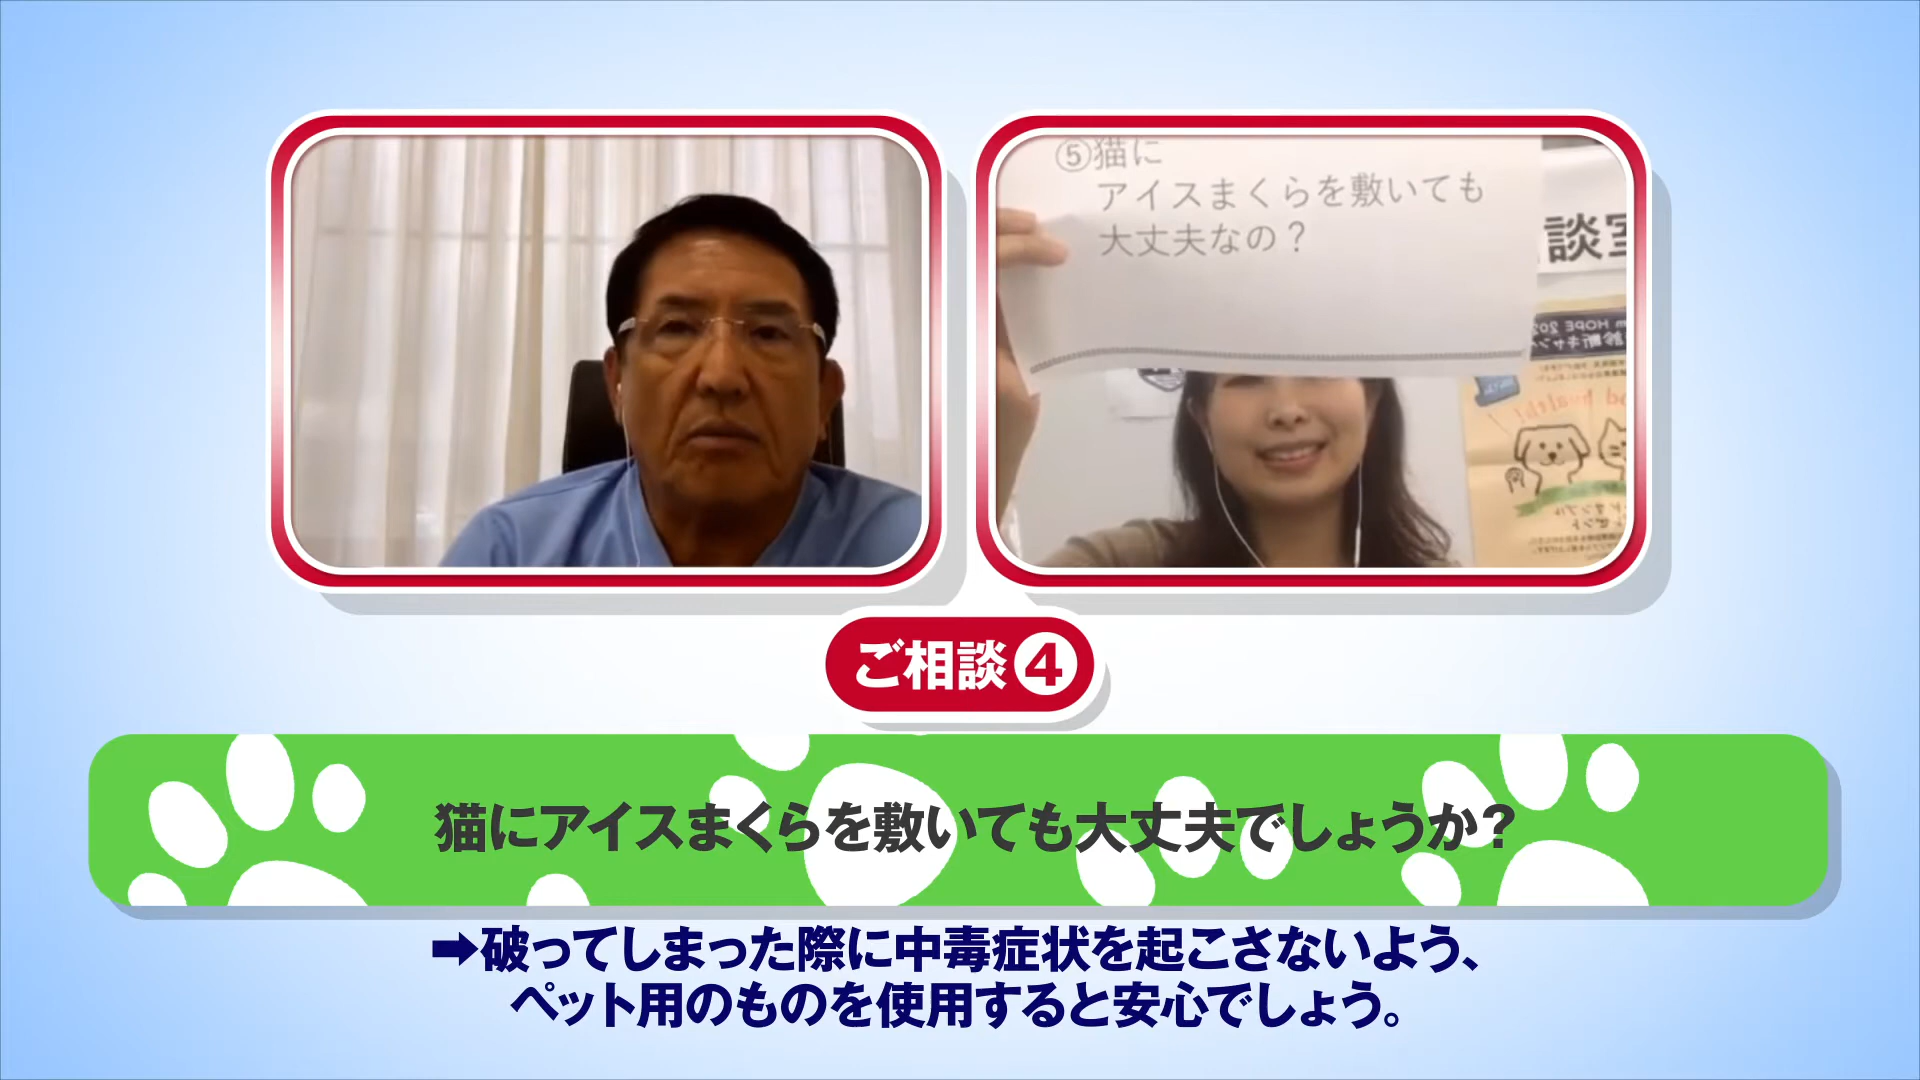 ⑤猫に
アイスまくらを敷いても
大丈夫なの？
談室
ご相談❹
猫にアイスまくらを敷いても大丈夫でしょうか？
➡破ってしまった際に中毒症状を起こさないよう、
ペット用のものを使用すると安心でしょう。